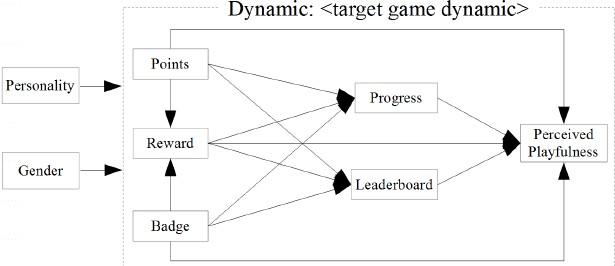 Dynamic: <target game dynamic>
Points
Personality
Progress
Reward
Perceived
Playfulness
Gender
Leaderboard
Badge